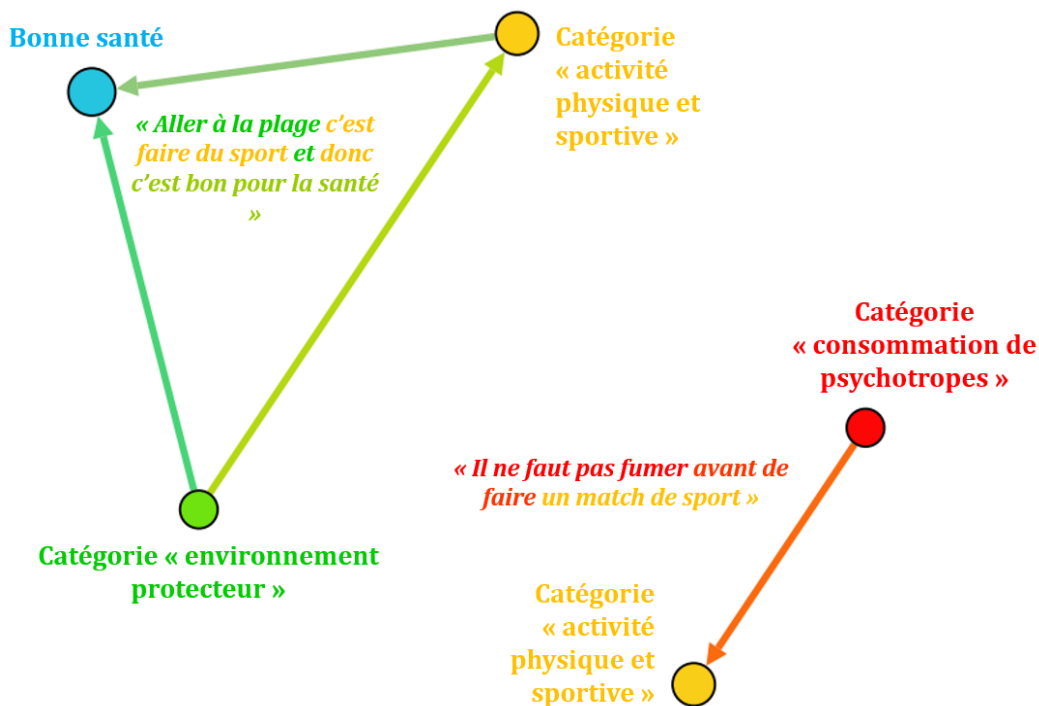 Bonne santé
Catégorie
« activité
physique et
sportive »
« Aller à la plage c’est
faire du sport et donc
c’est bon pour la santé
»
Catégorie
« consommation de
psychotropes »
« Il ne faut pas fumer avant de
faire un match de sport »
Catégorie « environnement
protecteur »
Catégorie
« activité
physique et
sportive »